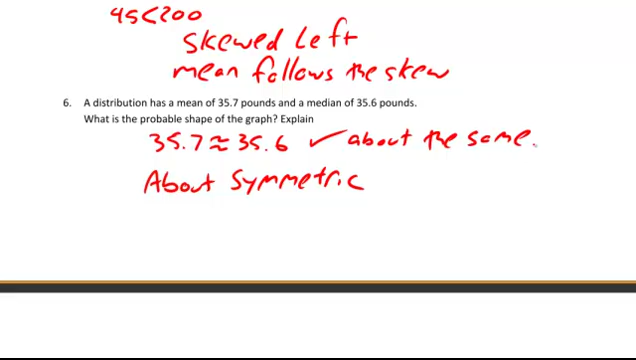 45<200
skewed left
mean follows the skew
6. A distribution has a mean of 35.7 pounds and a median of 35.6 pounds.
What is the probable shape of the graph? Explain
35.7≈35.6 ✓ about the same.
About symmetric